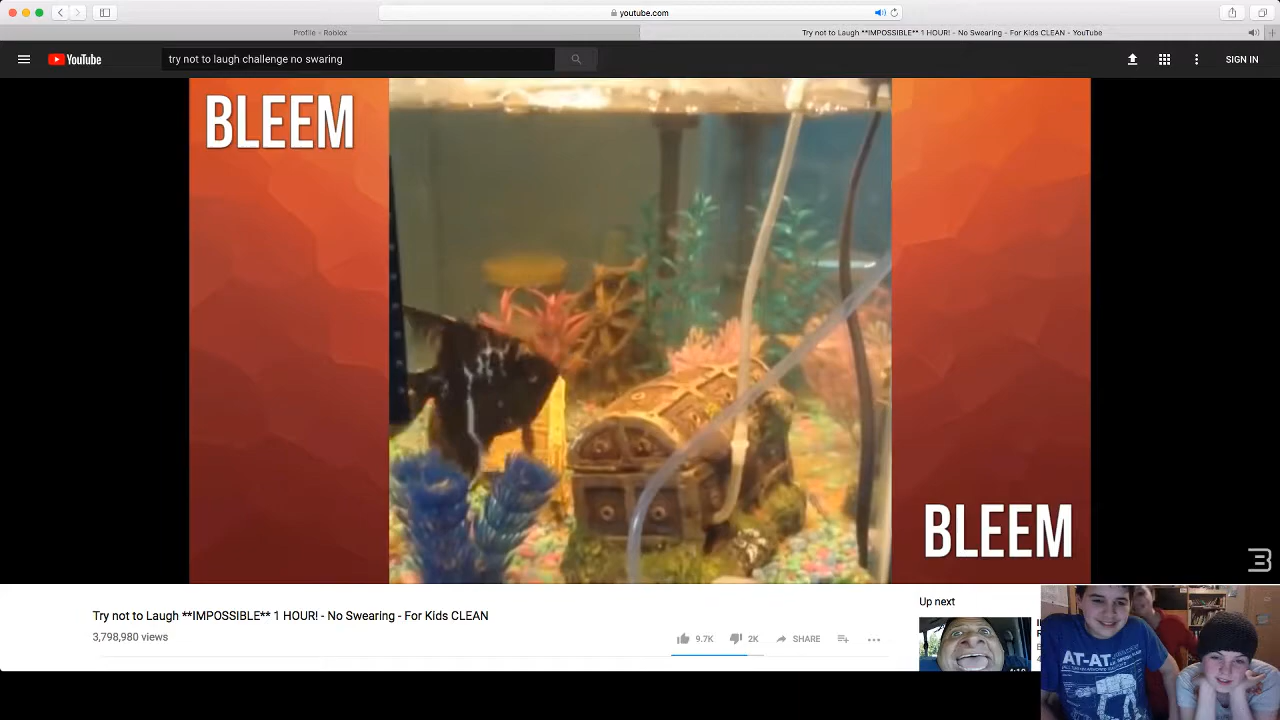 youtube.com
Profile - Roblox
Try not to Laugh **IMPOSSIBLE** 1 HOUR! - No Swearing - For Kids CLEAN - YouTube
YouTube
try not to laugh challenge no swaring
SIGN IN
BLEEM
BLEEM
Try not to Laugh **IMPOSSIBLE** 1 HOUR! - No Swearing - For Kids CLEAN
3,798,980 views
9.7K
2K
SHARE
Up next
AT-AT